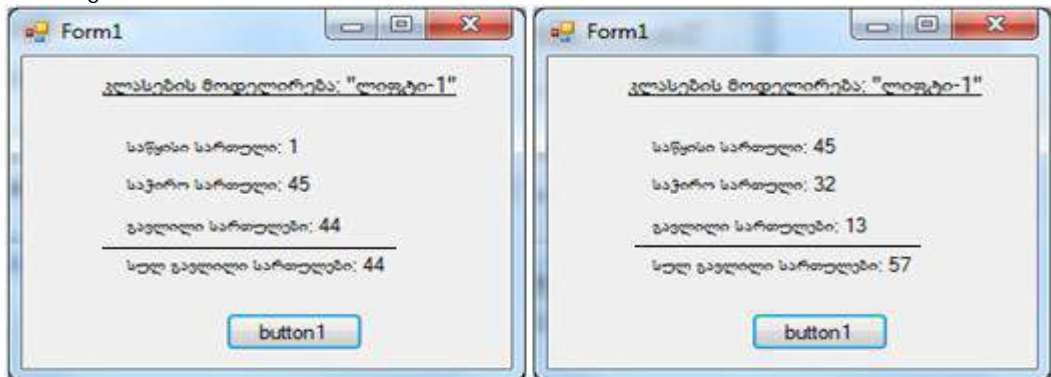 Form1
კლასების მოდელირება: "ლიფტი-1"
საწყისი სართული: 1
საჭირო სართული: 45
გავლილი სართულები: 44
სულ გავლილი სართულები: 44
button1
Form1
კლასების მოდელირება: "ლიფტი-1"
საწყისი სართული: 45
საჭირო სართული: 32
გავლილი სართულები: 13
სულ გავლილი სართულები: 57
button1